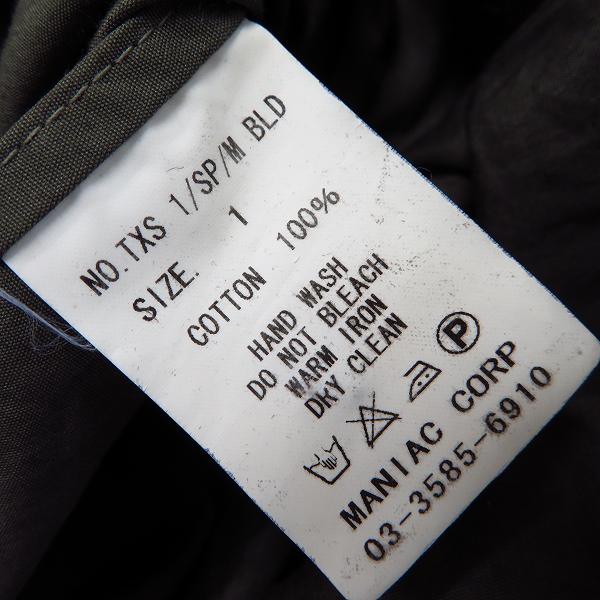 NO.TXS 1/SP/M BLD
SIZE. 1
COTTON 100%
HAND WASH
DO NOT BLEACH
WARM IRON
DKY CLEAN
P
MANIAC CORP
03-3585-6910